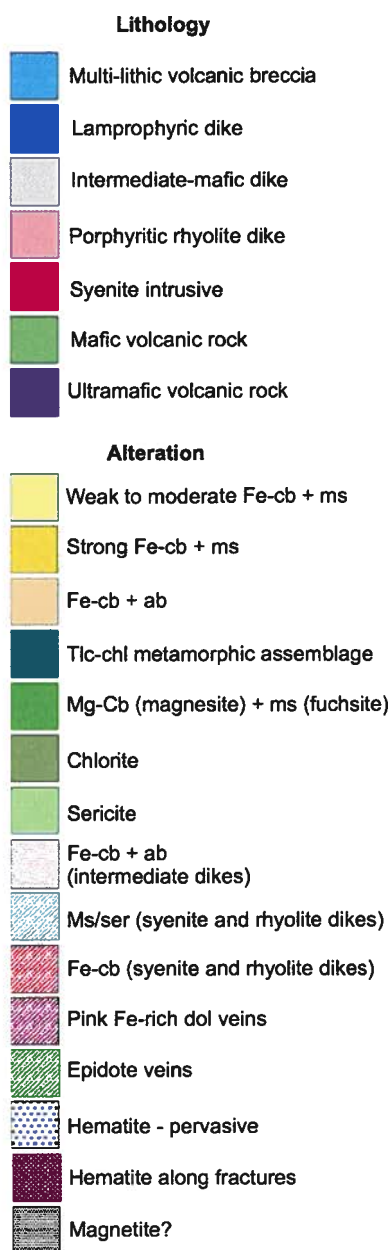 Lithology
Multi-lithic volcanic breccia
Lamprophyric dike
Intermediate-mafic dike
Porphyritic rhyolite dike
Syenite intrusive
Mafic volcanic rock
Ultramafic volcanic rock
Alteration
Weak to moderate Fe-cb + ms
Strong Fe-cb + ms
Fe-cb + ab
Tlc-chl metamorphic assemblage
Mg-Cb (magnesite) + ms (fuchsite)
Chlorite
Sericite
Fe-cb + ab
(intermediate dikes)
Ms/ser (syenite and rhyolite dikes)
Fe-cb (syenite and rhyolite dikes)
Pink Fe-rich dol veins
Epidote veins
Hematite - pervasive
Hematite along fractures
Magnetite?